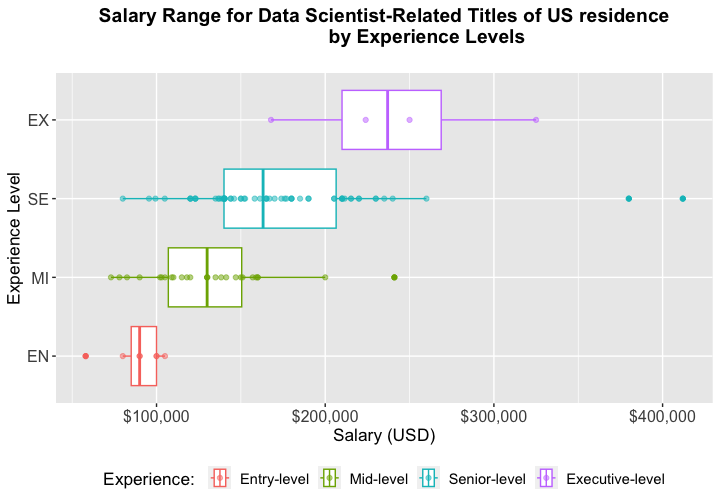 Salary Range for Data Scientist-Related Titles of US residence
by Experience Levels
Experience Level
EX
SE
MI
EN
$100,000 $200,000 $300,000 $400,000
Salary (USD)
Experience: Entry-level Mid-level Senior-level Executive-level